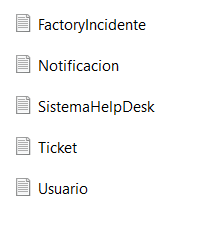 FactoryIncidente
Notificacion
SistemaHelpDesk
Ticket
Usuario